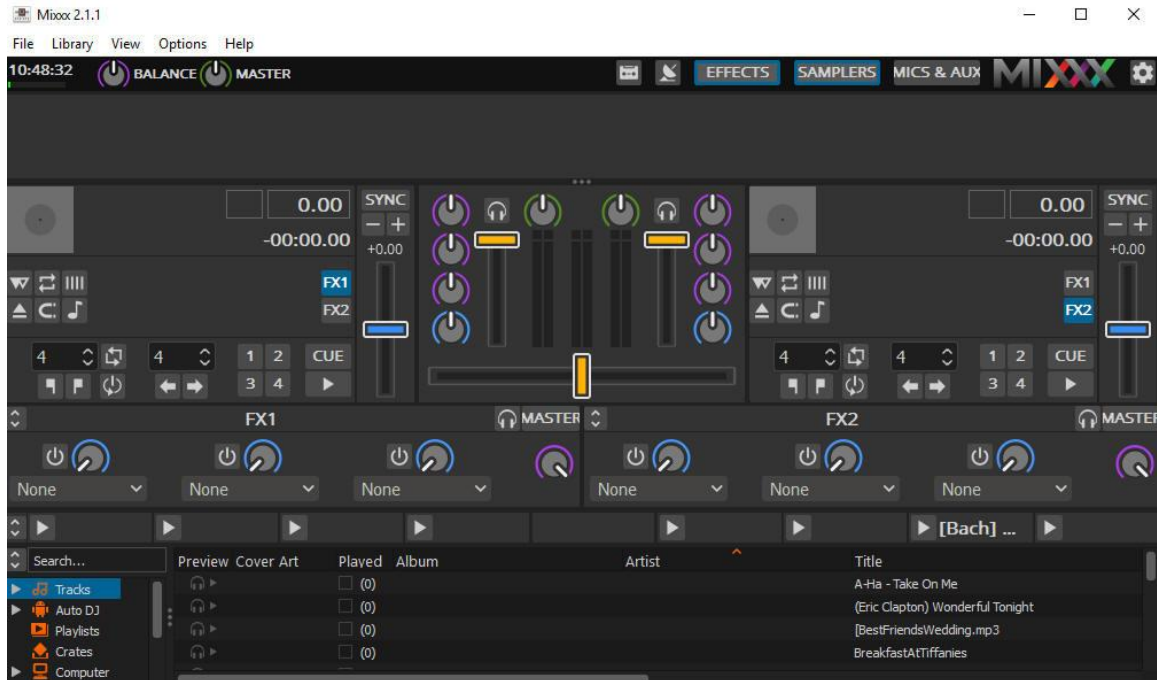 Mixxx 2.1.1
File Library View Options Help
10:48:32 BALANCE MASTER EFFECTS SAMPLERS MICS & AUX MIXXX
0.00 SYNC 0.00 SYNC
-00:00.00 +0.00 -00:00.00 +0.00
FX1 FX1
FX2 FX2
4 4 1 2 CUE 4 4 1 2 CUE
3 4 3 4
FX1 MASTER FX2 MASTER
None None None None None None
[Bach] ...
Search... Preview Cover Art Played Album Artist Title
Tracks (0) A-Ha - Take On Me
Auto DJ (0) (Eric Clapton) Wonderful Tonight
Playlists (0) [BestFriendsWedding.mp3
Crates (0) BreakfastAtTiffanies
Computer